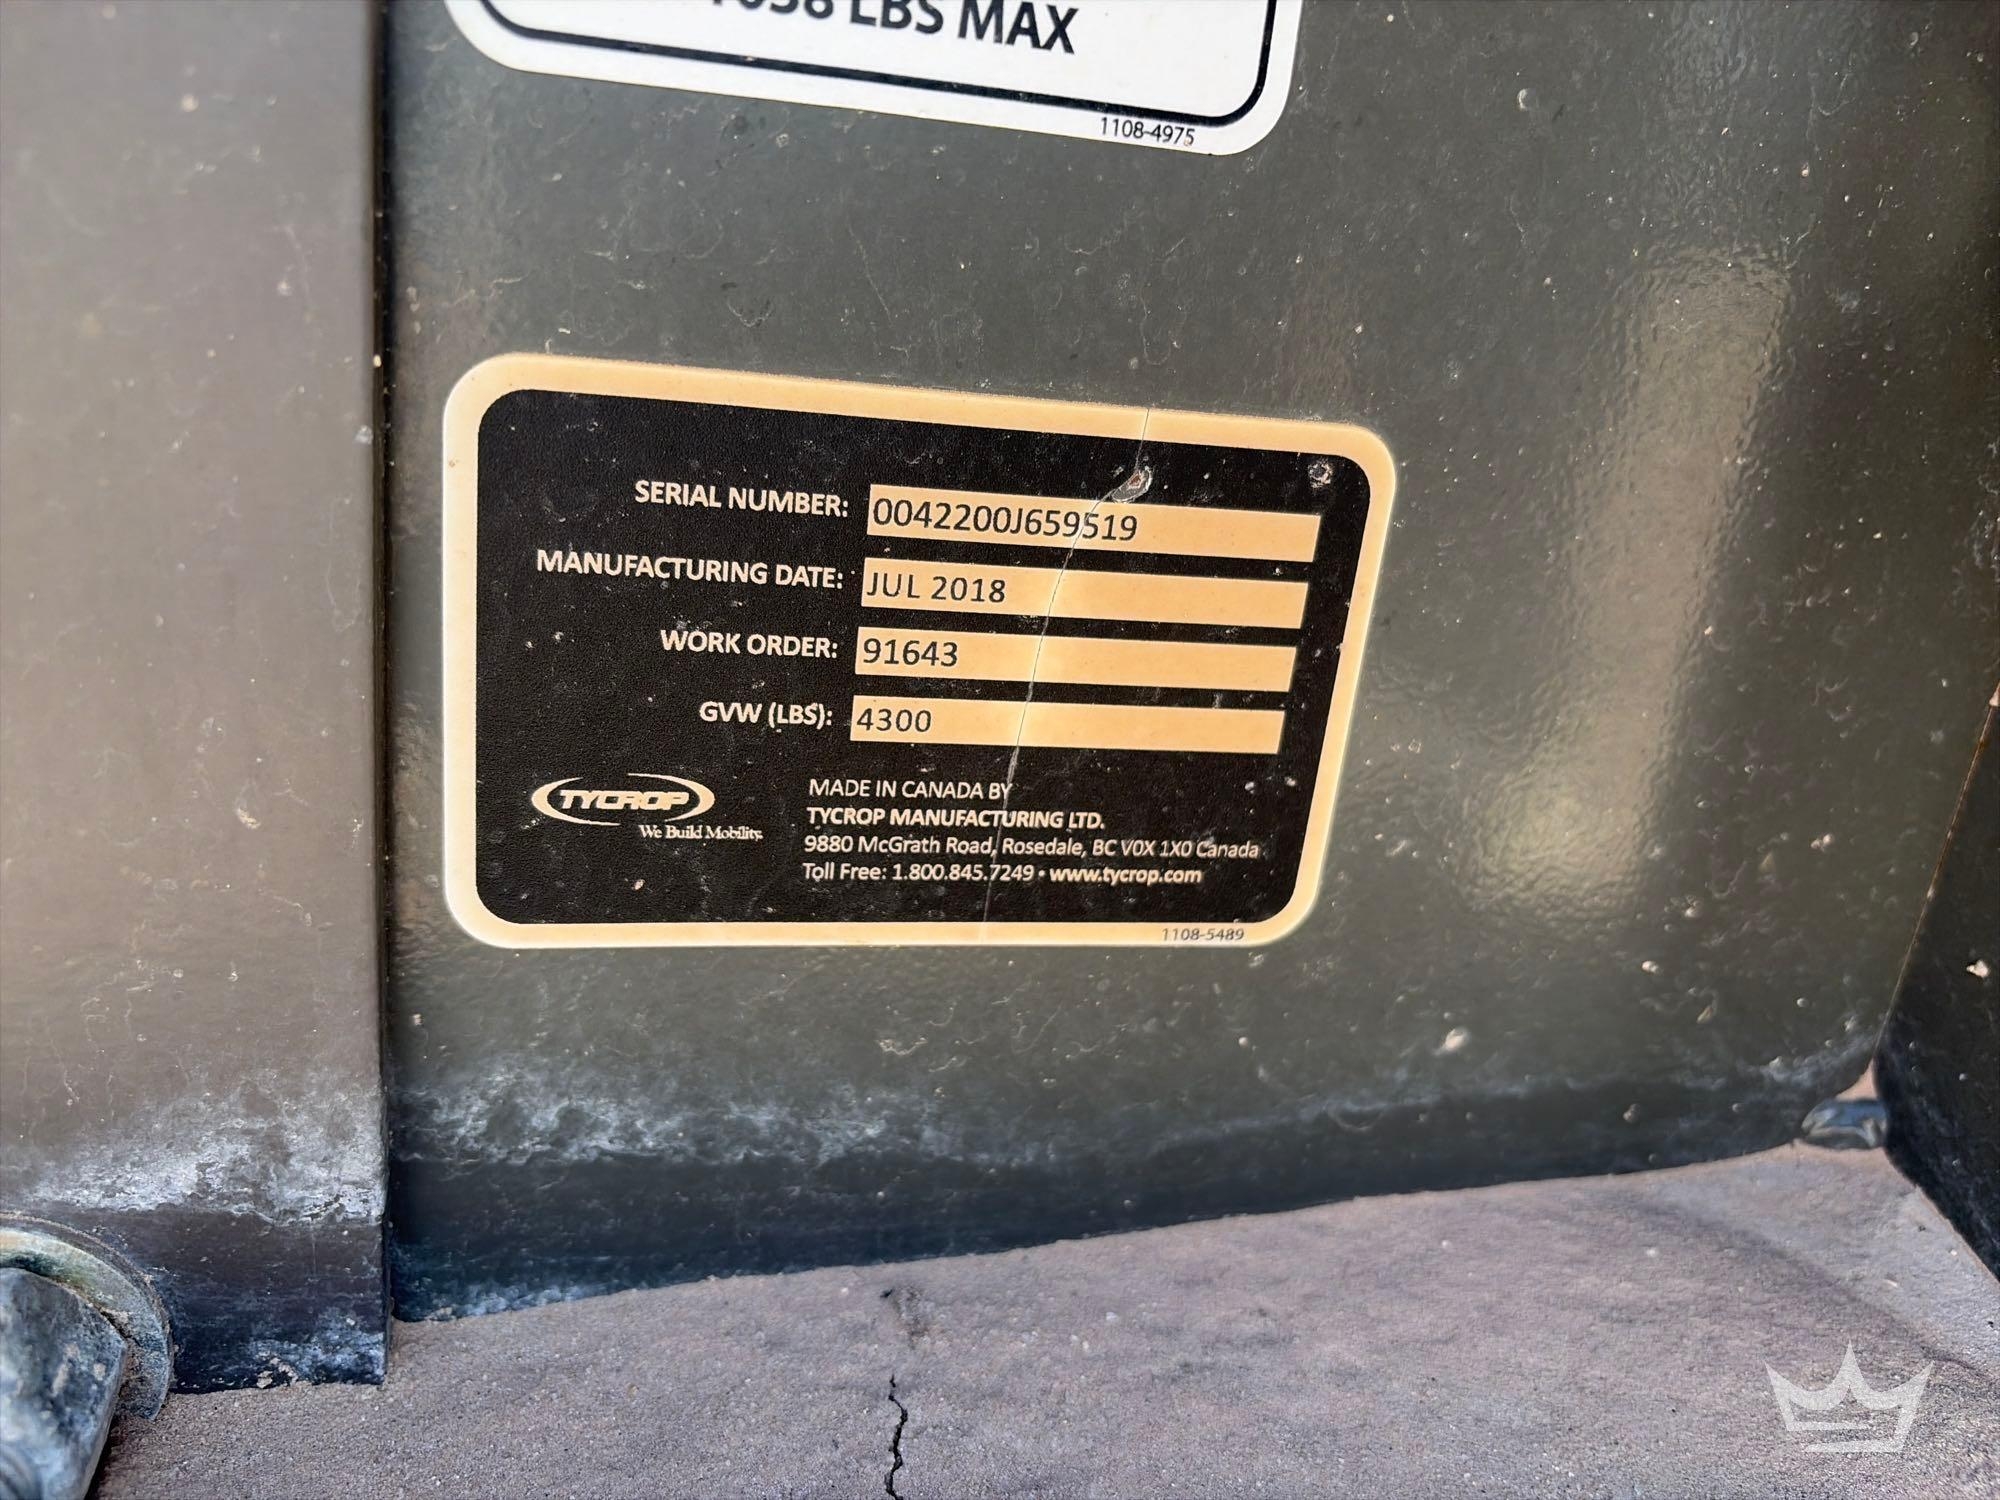 LBS MAX
1108-4975
SERIAL NUMBER: 0042200J659519
MANUFACTURING DATE: JUL 2018
WORK ORDER: 91643
GVW (LBS): 4300
TYCROP
We Build Mobility.
MADE IN CANADA BY
TYCROP MANUFACTURING LTD.
9880 McGrath Road, Rosedale, BC V0X 1X0 Canada
Toll Free: 1.800.845.7249 • www.tycrop.com
1108-5489